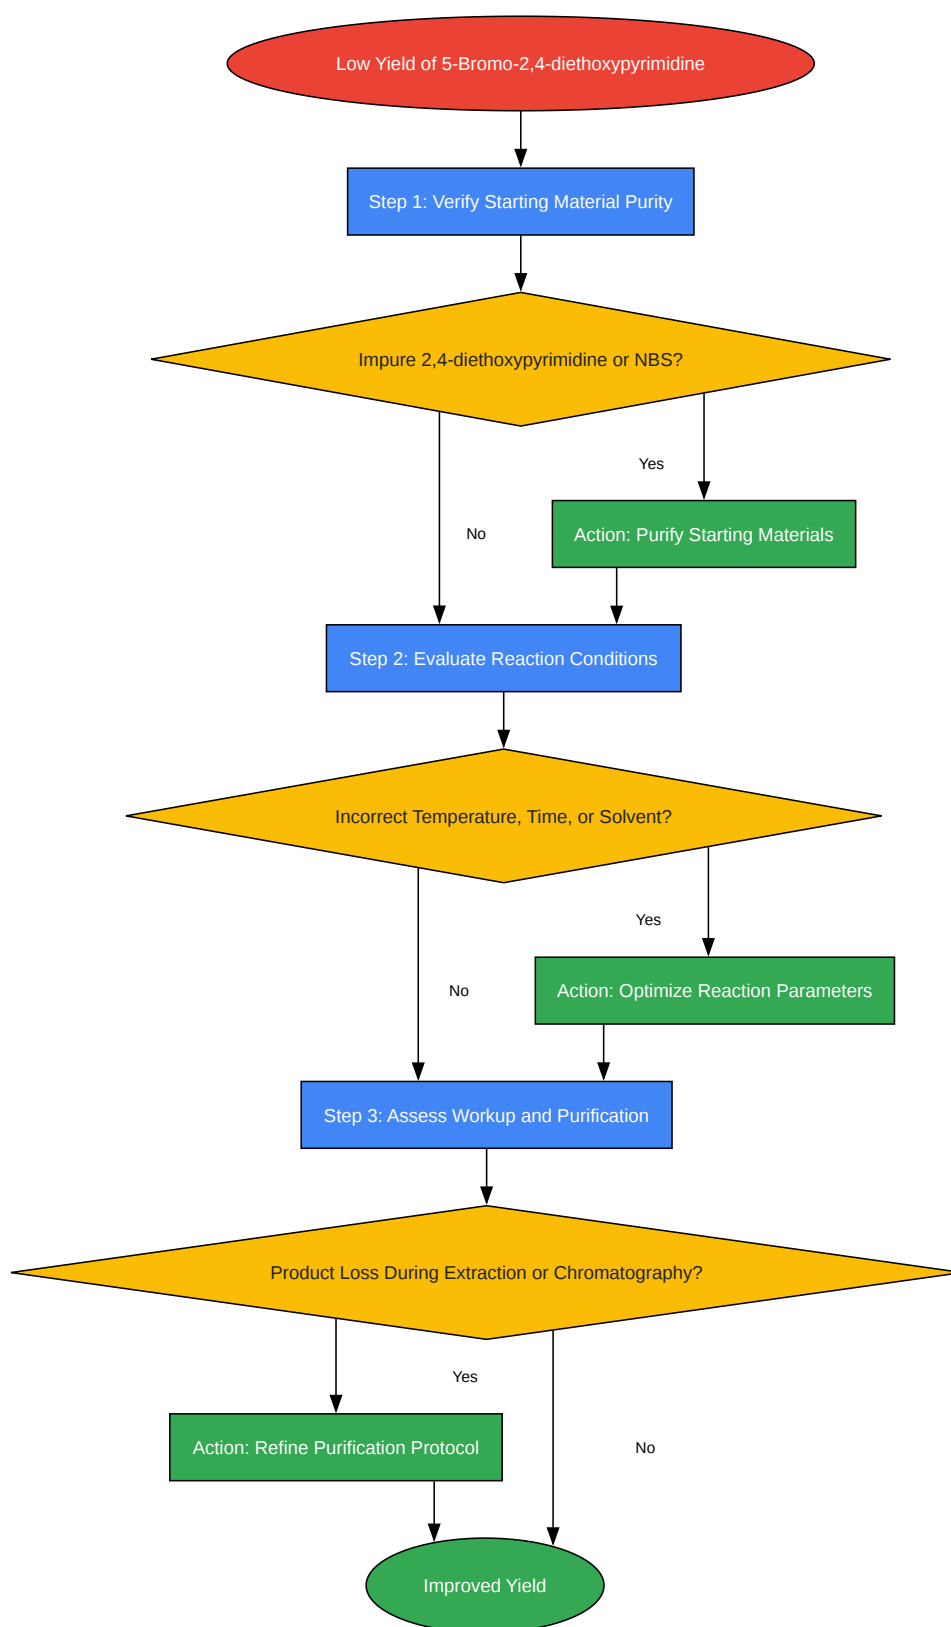 Low Yield of 5-Bromo-2,4-diethoxypyrimidine
Step 1: Verify Starting Material Purity
Impure 2,4-diethoxypyrimidine or NBS?
Yes
No
Action: Purify Starting Materials
Step 2: Evaluate Reaction Conditions
Incorrect Temperature, Time, or Solvent?
Yes
No
Action: Optimize Reaction Parameters
Step 3: Assess Workup and Purification
Product Loss During Extraction or Chromatography?
Yes
Action: Refine Purification Protocol
No
Improved Yield